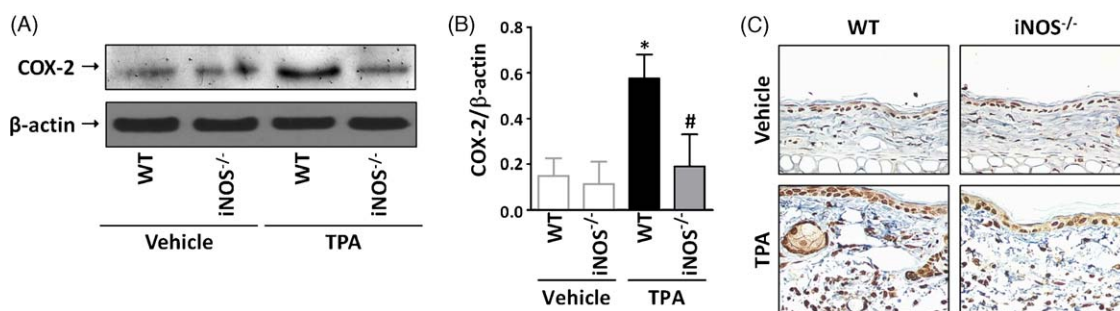 (A)
COX-2 →
β-actin →
WT
iNOS⁻/⁻
WT
iNOS⁻/⁻
Vehicle
TPA
(B)
COX-2/β-actin
0.8
0.6
0.4
0.2
0.0
*
#
WT
iNOS⁻/⁻
WT
iNOS⁻/⁻
Vehicle
TPA
(C)
WT
iNOS⁻/⁻
Vehicle
TPA